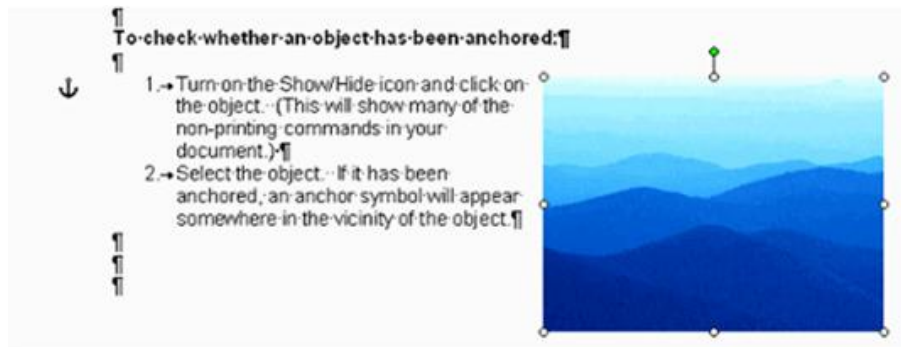 ¶
To·check·whether·an·object·has·been·anchored:¶
¶
1.→Turn·on·the·Show/Hide·icon·and·click·on·
the·object.··(This·will·show·many·of·the·
non-printing·commands·in·your·
document.)·¶
2.→Select·the·object.··If·it·has·been·
anchored,·an·anchor·symbol·will·appear·
somewhere·in·the·vicinity·of·the·object.¶
¶
¶
¶